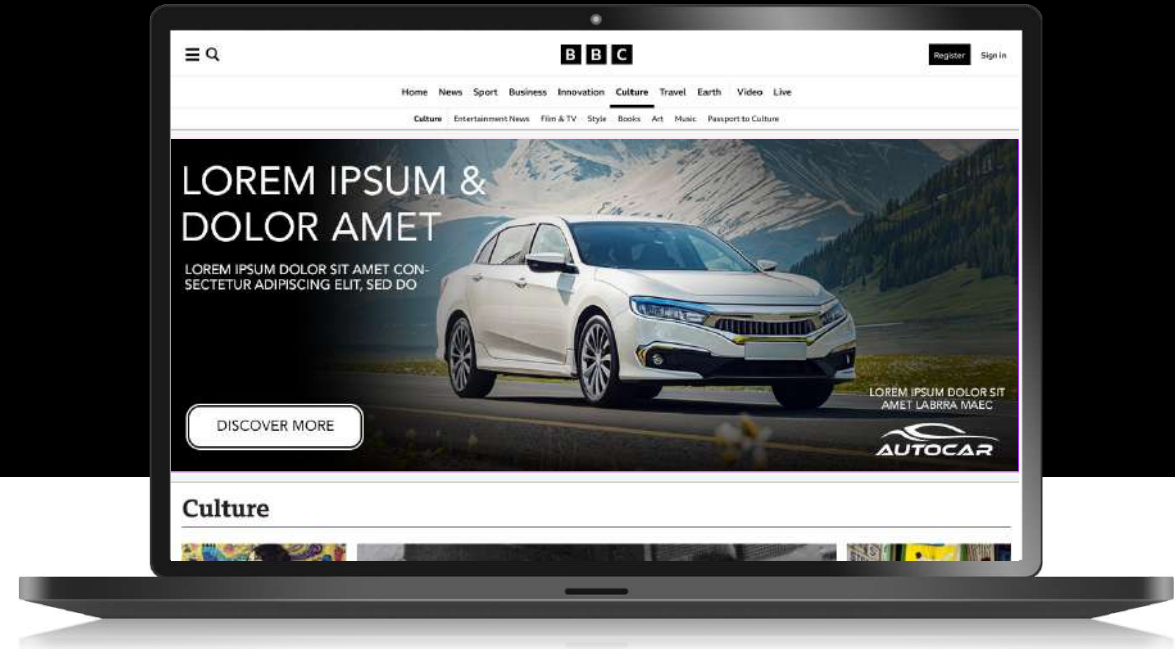 BBC
Register Sign in
Home News Sport Business Innovation Culture Travel Earth Video Live
Culture Entertainment News Film & TV Style Books Art Music Passport to Culture
LOREM IPSUM &
DOLOR AMET
LOREM IPSUM DOLOR SIT AMET CON-
SECTETUR ADIPISCING ELIT, SED DO
DISCOVER MORE
LOREM IPSUM DOLOR SIT
AMET LABRRA MAEC
AUTOCAR
Culture